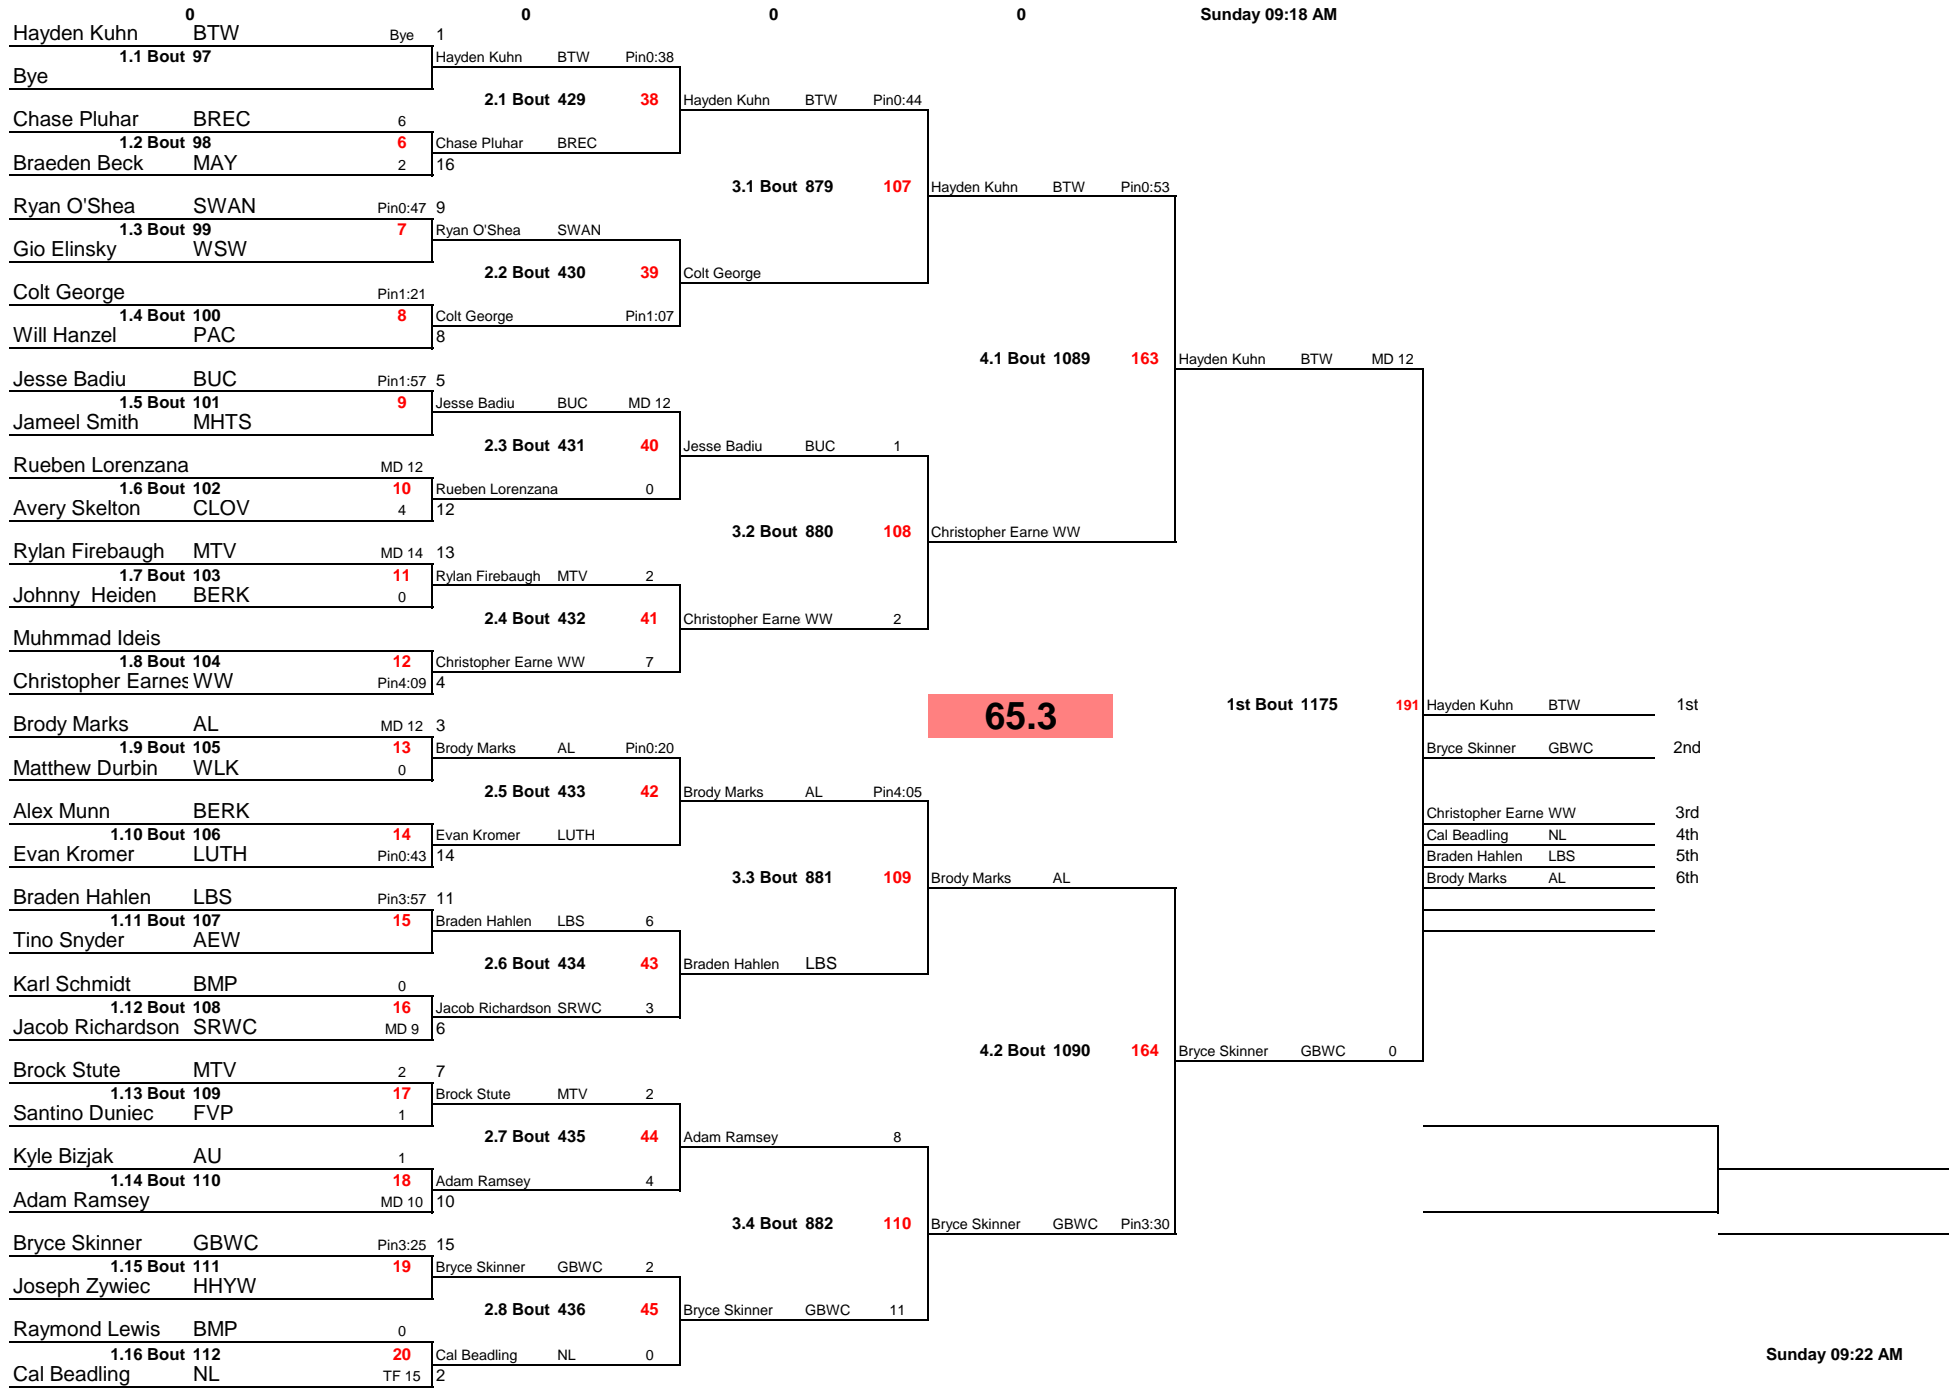 0 0 0 0 Sunday 09:18 AM
Hayden Kuhn BTW Bye 1
1.1 Bout 97 Hayden Kuhn BTW Pin0:38
Bye
2.1 Bout 429 38 Hayden Kuhn BTW Pin0:44
Chase Pluhar BREC 6
1.2 Bout 98 6 Chase Pluhar BREC
Braeden Beck MAY 2 16
3.1 Bout 879 107 Hayden Kuhn BTW Pin0:53
Ryan O'Shea SWAN Pin0:47 9
1.3 Bout 99 7 Ryan O'Shea SWAN
Gio Elinsky WSW
2.2 Bout 430 39 Colt George
Colt George Pin1:21
1.4 Bout 100 8 Colt George Pin1:07
Will Hanzel PAC 8
4.1 Bout 1089 163 Hayden Kuhn BTW MD 12
Jesse Badiu BUC Pin1:57 5
1.5 Bout 101 9 Jesse Badiu BUC MD 12
Jameel Smith MHTS
2.3 Bout 431 40 Jesse Badiu BUC 1
Rueben Lorenzana MD 12
1.6 Bout 102 10 Rueben Lorenzana 0
Avery Skelton CLOV 4 12
3.2 Bout 880 108 Christopher Earne WW
Rylan Firebaugh MTV MD 14 13
1.7 Bout 103 11 Rylan Firebaugh MTV 2
Johnny Heiden BERK 0
2.4 Bout 432 41 Christopher Earne WW 2
Muhmmad Ideis
1.8 Bout 104 12 Christopher Earne WW 7
Christopher Earnes WW Pin4:09 4
65.3 1st Bout 1175 191 Hayden Kuhn BTW 1st
Brody Marks AL MD 12 3
1.9 Bout 105 13 Brody Marks AL Pin0:20 Bryce Skinner GBWC 2nd
Matthew Durbin WLK 0
2.5 Bout 433 42 Brody Marks AL Pin4:05
Alex Munn BERK Christopher Earne WW 3rd
1.10 Bout 106 14 Evan Kromer LUTH Cal Beadling NL 4th
Evan Kromer LUTH Pin0:43 14 Braden Hahlen LBS 5th
3.3 Bout 881 109 Brody Marks AL Brody Marks AL 6th
Braden Hahlen LBS Pin3:57 11
1.11 Bout 107 15 Braden Hahlen LBS 6
Tino Snyder AEW
2.6 Bout 434 43 Braden Hahlen LBS
Karl Schmidt BMP 0
1.12 Bout 108 16 Jacob Richardson SRWC 3
Jacob Richardson SRWC MD 9 6
4.2 Bout 1090 164 Bryce Skinner GBWC 0
Brock Stute MTV 2 7
1.13 Bout 109 17 Brock Stute MTV 2
Santino Duniec FVP 1
2.7 Bout 435 44 Adam Ramsey 8
Kyle Bizjak AU 1
1.14 Bout 110 18 Adam Ramsey 4
Adam Ramsey MD 10 10
3.4 Bout 882 110 Bryce Skinner GBWC Pin3:30
Bryce Skinner GBWC Pin3:25 15
1.15 Bout 111 19 Bryce Skinner GBWC 2
Joseph Zywiec HHYW
2.8 Bout 436 45 Bryce Skinner GBWC 11
Raymond Lewis BMP 0
1.16 Bout 112 20 Cal Beadling NL 0 Sunday 09:22 AM
Cal Beadling NL TF 15 2